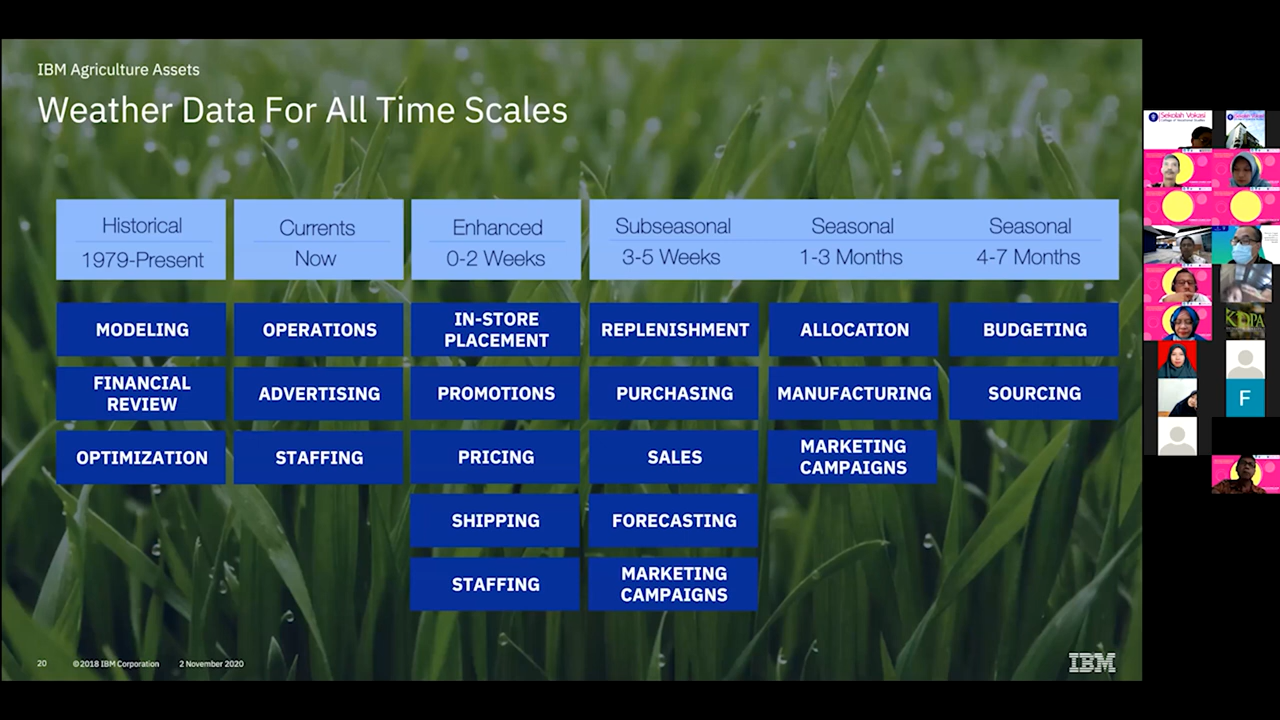 IBM Agriculture Assets
Weather Data For All Time Scales
Historical
1979-Present
Currents
Now
Enhanced
0-2 Weeks
Subseasonal
3-5 Weeks
Seasonal
1-3 Months
Seasonal
4-7 Months
MODELING
OPERATIONS
IN-STORE
PLACEMENT
REPLENISHMENT
ALLOCATION
BUDGETING
FINANCIAL
REVIEW
ADVERTISING
PROMOTIONS
PURCHASING
MANUFACTURING
SOURCING
OPTIMIZATION
STAFFING
PRICING
SALES
MARKETING
CAMPAIGNS
SHIPPING
FORECASTING
STAFFING
MARKETING
CAMPAIGNS
20 ©2018 IBM Corporation 2 November 2020
IBM
Sekolah Vokasi
F